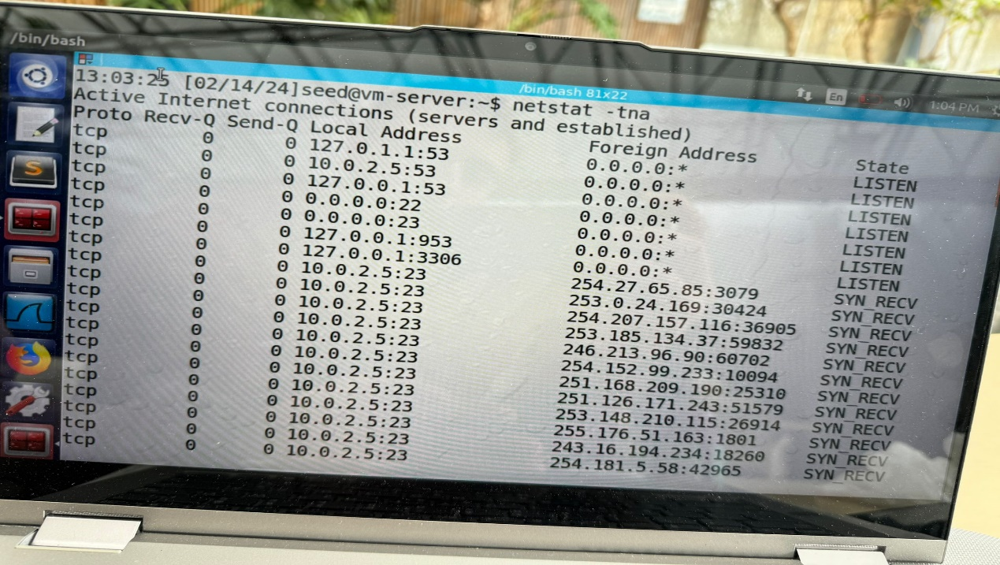 /bin/bash
/bin/bash 81x22
En
1:04 PM
13:03:25 [02/14/24]seed@vm-server:~$ netstat -tna
Active Internet connections (servers and established)
Proto Recv-Q Send-Q Local Address Foreign Address State
tcp 0 0 127.0.1.1:53 0.0.0.0:* LISTEN
tcp 0 0 10.0.2.5:53 0.0.0.0:* LISTEN
tcp 0 0 127.0.0.1:53 0.0.0.0:* LISTEN
tcp 0 0 0.0.0.0:22 0.0.0.0:* LISTEN
tcp 0 0 0.0.0.0:23 0.0.0.0:* LISTEN
tcp 0 0 127.0.0.1:953 0.0.0.0:* LISTEN
tcp 0 0 127.0.0.1:3306 0.0.0.0:* LISTEN
tcp 0 0 10.0.2.5:23 254.27.65.85:3079 SYN_RECV
tcp 0 0 10.0.2.5:23 253.0.24.169:30424 SYN_RECV
tcp 0 0 10.0.2.5:23 254.207.157.116:36905 SYN_RECV
tcp 0 0 10.0.2.5:23 253.185.134.37:59832 SYN_RECV
tcp 0 0 10.0.2.5:23 246.213.96.90:60702 SYN_RECV
tcp 0 0 10.0.2.5:23 254.152.99.233:10094 SYN_RECV
tcp 0 0 10.0.2.5:23 251.168.209.190:25310 SYN_RECV
tcp 0 0 10.0.2.5:23 251.126.171.243:51579 SYN_RECV
tcp 0 0 10.0.2.5:23 253.148.210.115:26914 SYN_RECV
tcp 0 0 10.0.2.5:23 255.176.51.163:1801 SYN_RECV
tcp 0 0 10.0.2.5:23 243.16.194.234:18260 SYN_RECV
tcp 0 0 10.0.2.5:23 254.181.5.58:42965 SYN_RECV